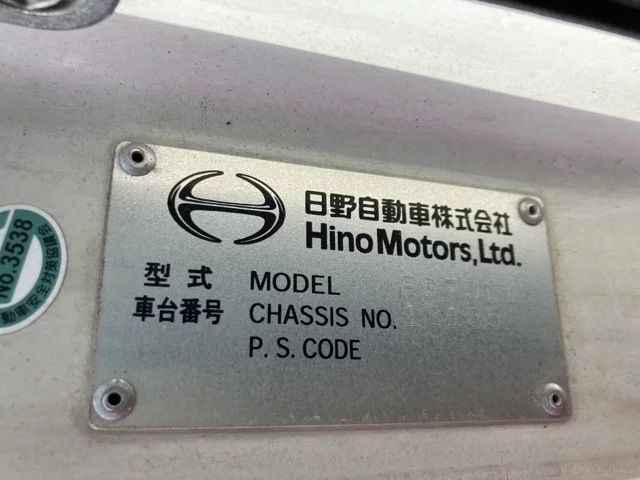 日野自動車株式会社
Hino Motors, Ltd.
型式 MODEL
車台番号 CHASSIS NO.
P.S. CODE
No.3538